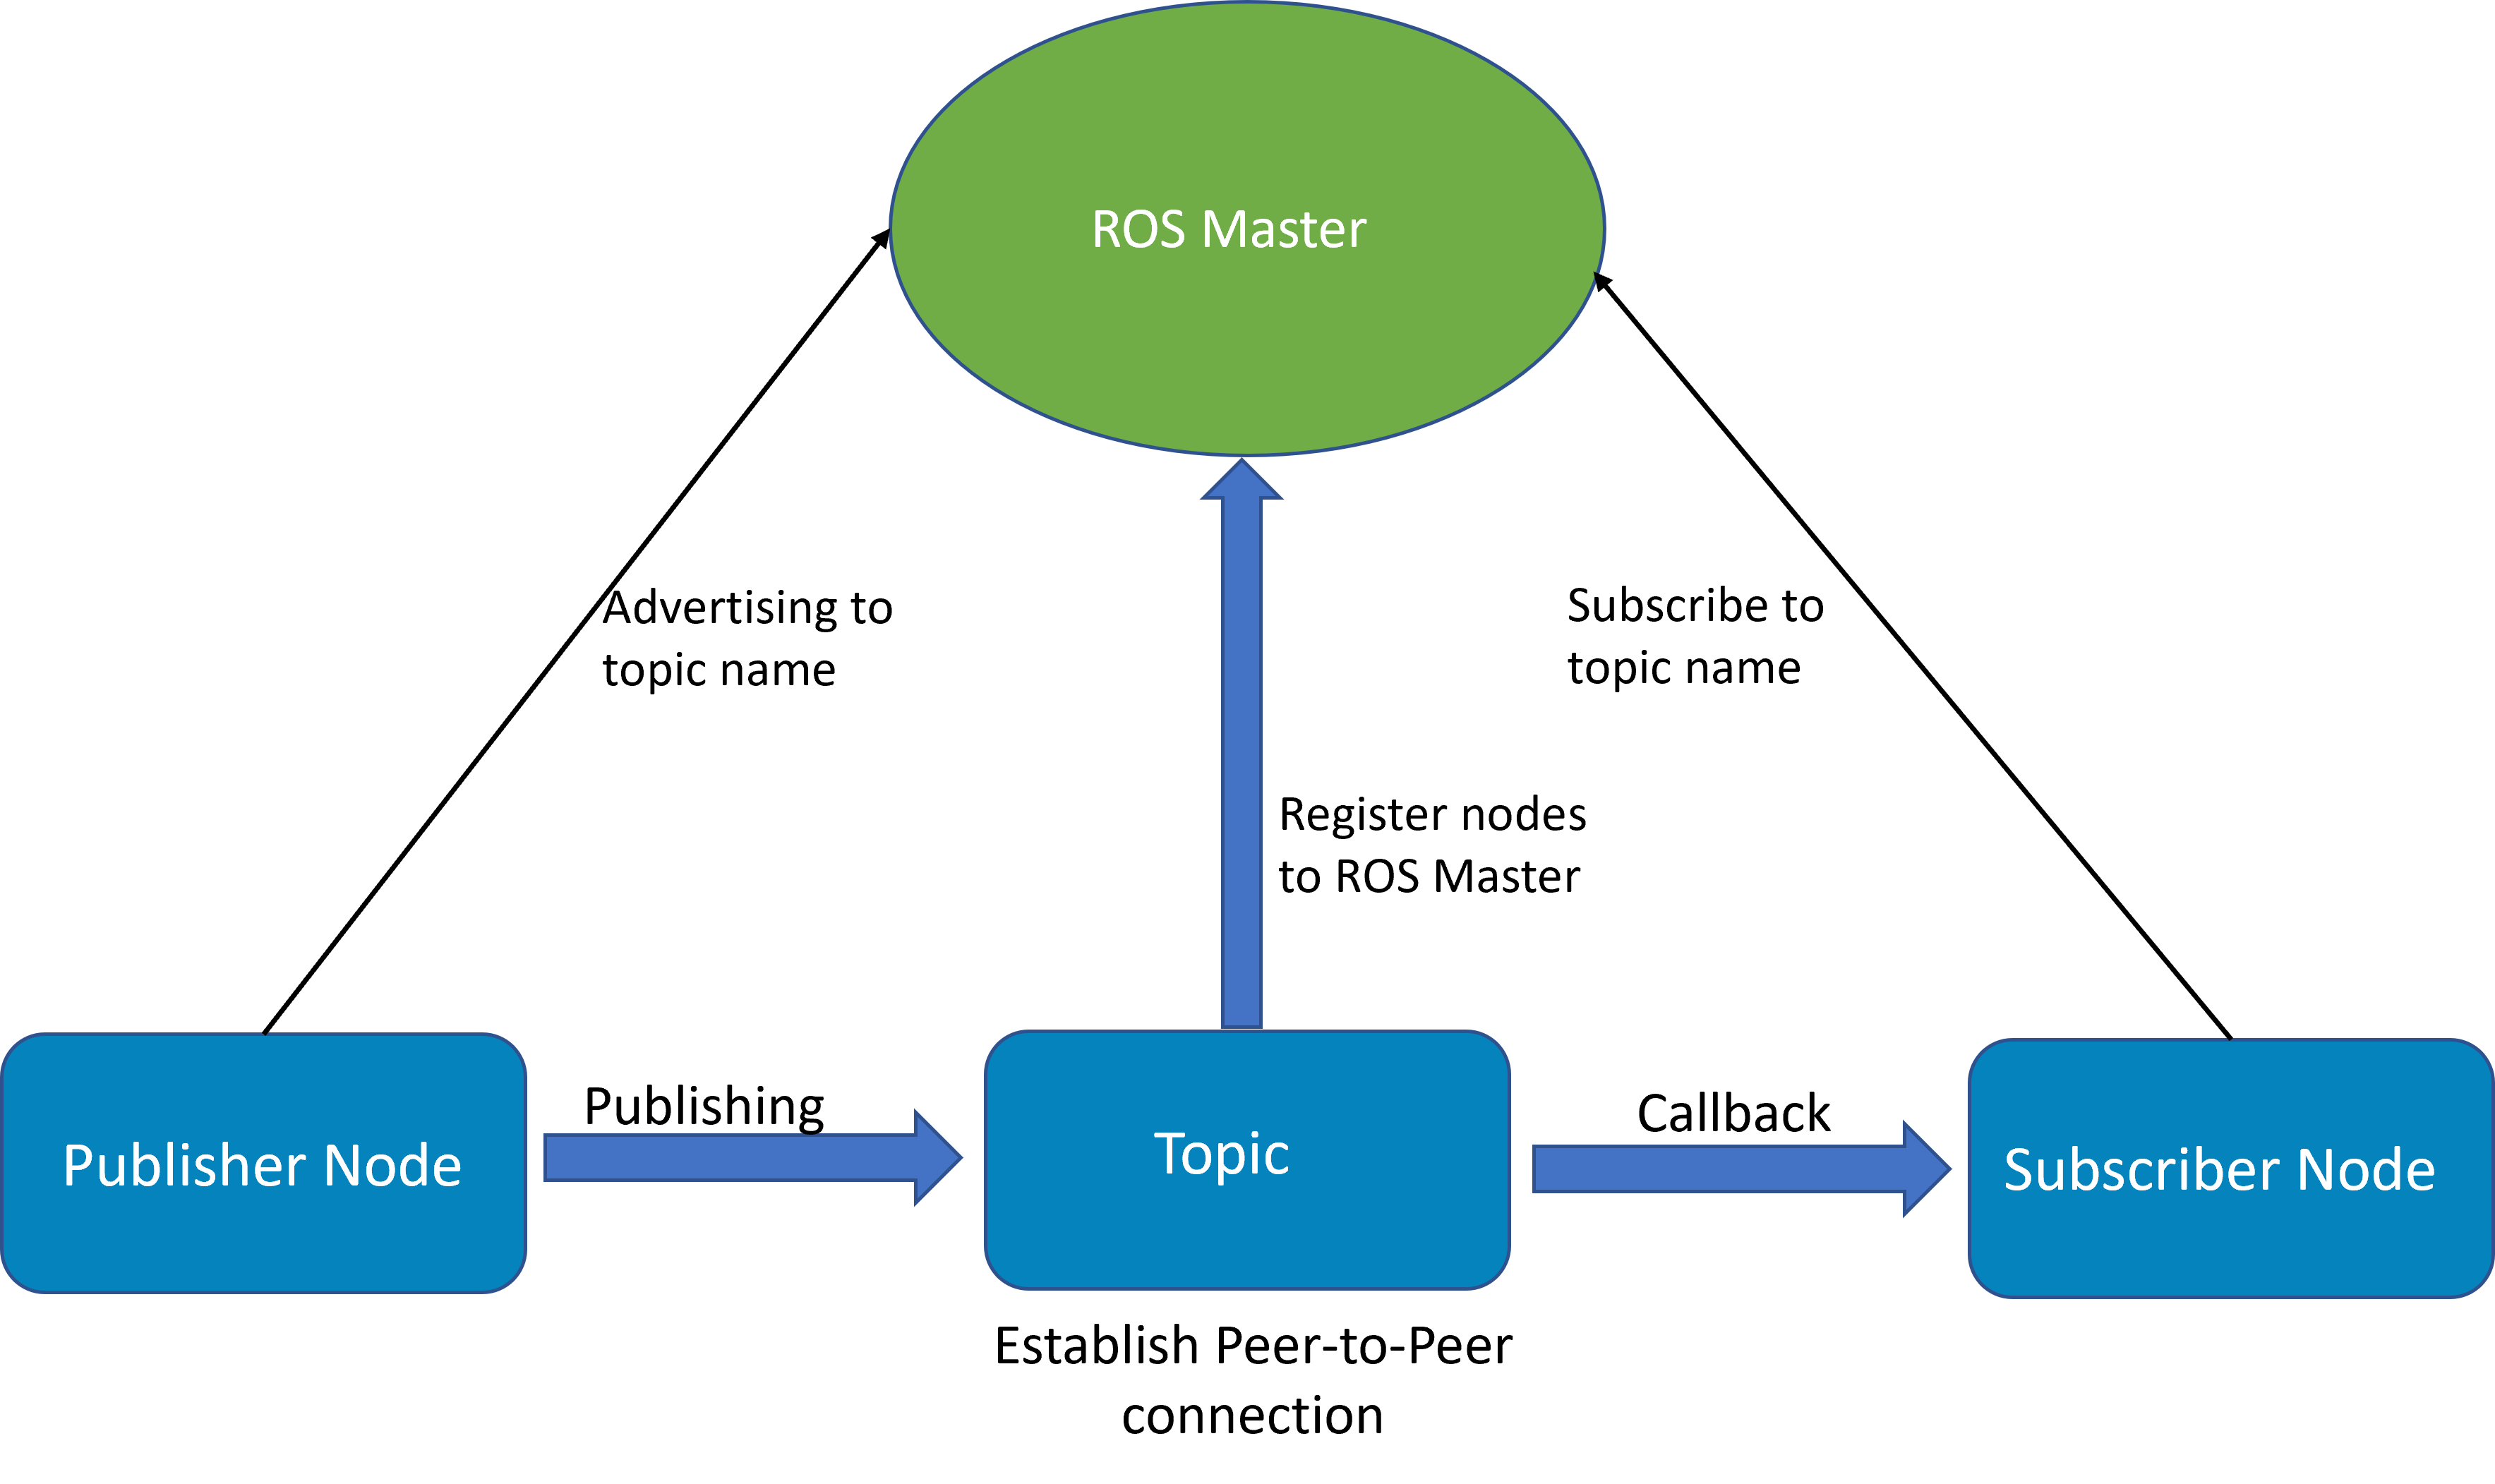 ROS Master
Advertising to
topic name
Subscribe to
topic name
Register nodes
to ROS Master
Publishing
Callback
Publisher Node
Topic
Subscriber Node
Establish Peer-to-Peer
connection